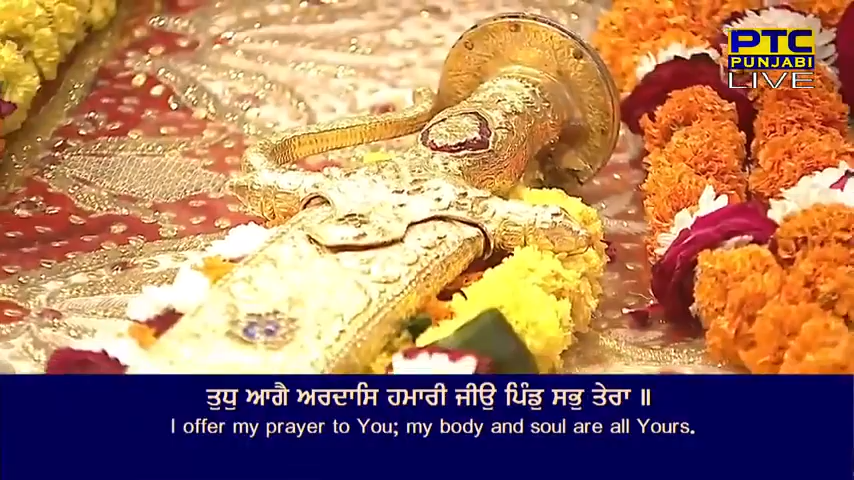 PTC
PUNJABI
LIVE
ਤੁਧੁ ਆਗੈ ਅਰਦਾਸਿ ਹਮਾਰੀ ਜੀਉ ਪਿੰਡੁ ਸਭੁ ਤੇਰਾ ॥
I offer my prayer to You; my body and soul are all Yours.